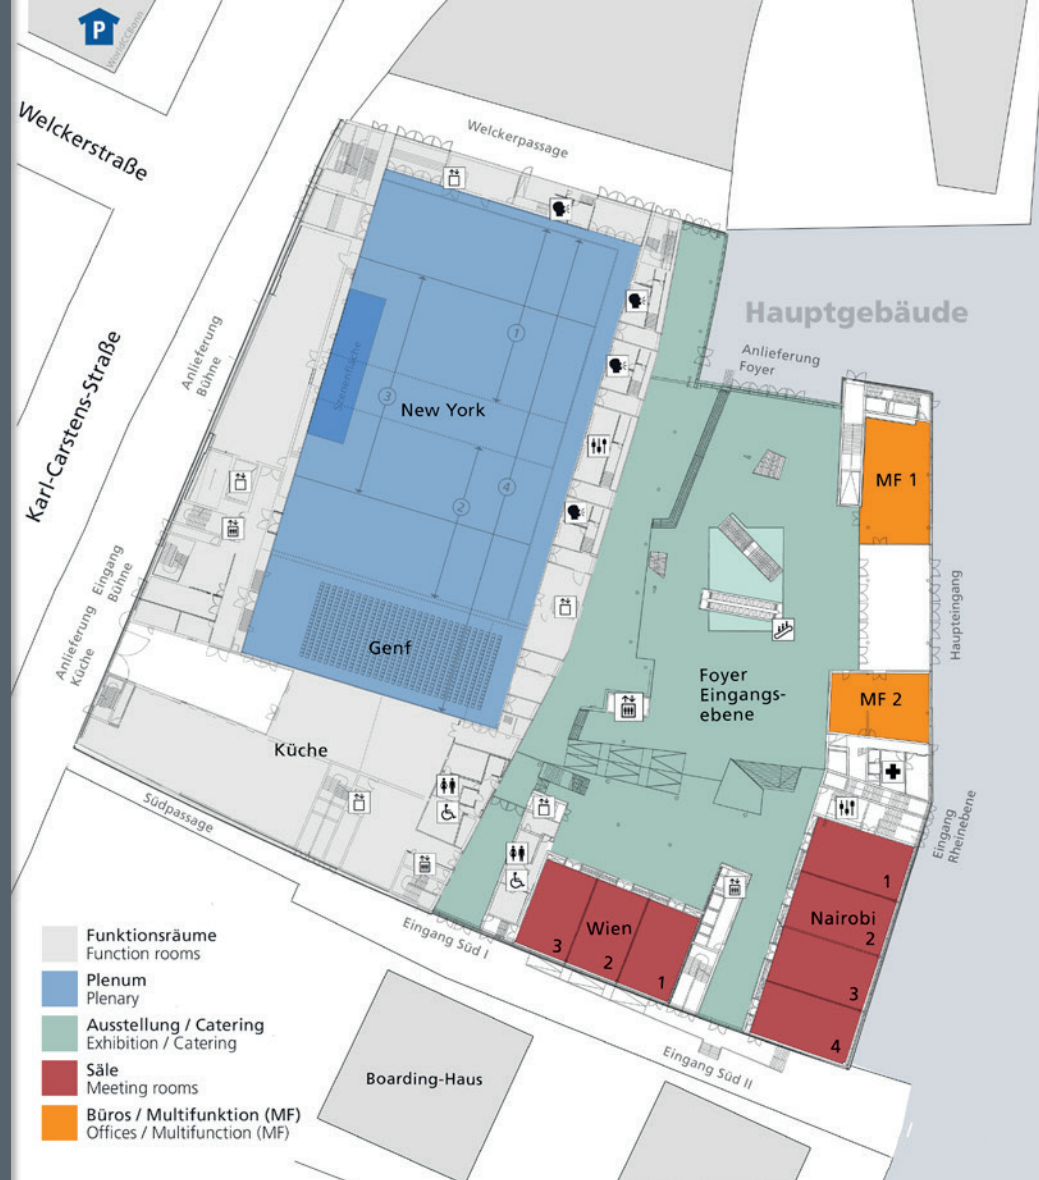 P
WorldCCBonn
Welckerstraße
Welckerpassage
Hauptgebäude
Anlieferung
Foyer
Anlieferung
Bühne
Karl-Carstens-Straße
1
Szenenfläche
3
New York
4
2
MF 1
Eingang
Bühne
Anlieferung
Küche
Haupteingang
Genf
Foyer
Eingangs-
ebene
MF 2
Küche
Südpassage
Eingang
Rheinebene
1
Nairobi
2
3
4
Wien
3
2
1
Eingang Süd I
Eingang Süd II
Boarding-Haus
Funktionsräume
Function rooms
Plenum
Plenary
Ausstellung / Catering
Exhibition / Catering
Säle
Meeting rooms
Büros / Multifunktion (MF)
Offices / Multifunction (MF)